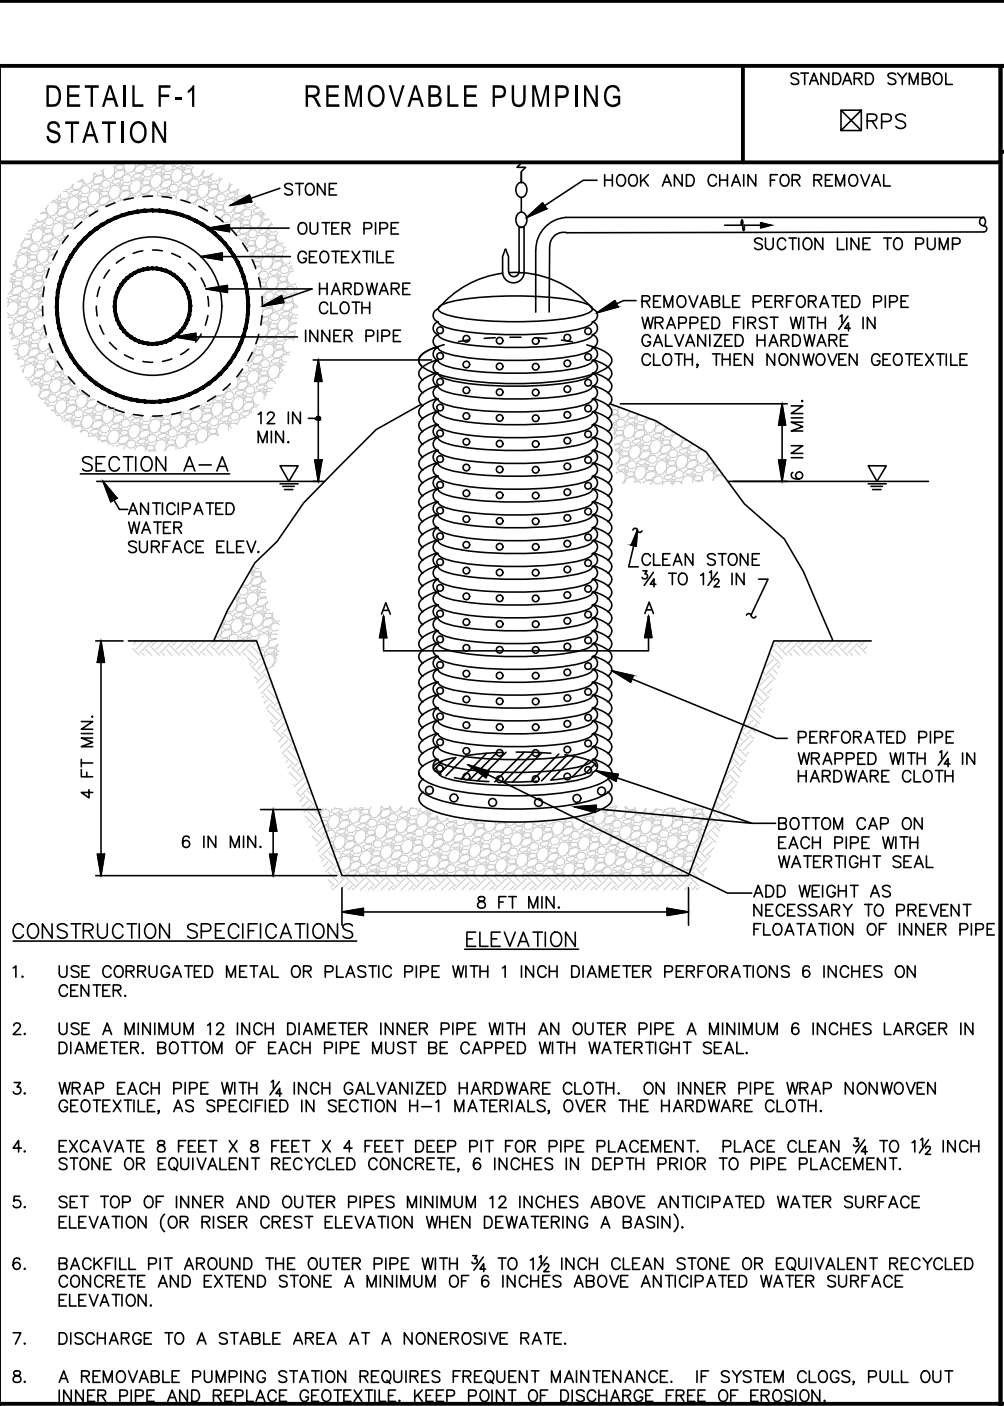 DETAIL F-1 REMOVABLE PUMPING
STATION
STANDARD SYMBOL
RPS
STONE
OUTER PIPE
GEOTEXTILE
HARDWARE
CLOTH
INNER PIPE
SECTION A-A
HOOK AND CHAIN FOR REMOVAL
SUCTION LINE TO PUMP
REMOVABLE PERFORATED PIPE
WRAPPED FIRST WITH ¼ IN
GALVANIZED HARDWARE
CLOTH, THEN NONWOVEN GEOTEXTILE
12 IN
MIN.
6 IN MIN.
ANTICIPATED
WATER
SURFACE ELEV.
CLEAN STONE
¾ TO 1½ IN
A
A
4 FT MIN.
PERFORATED PIPE
WRAPPED WITH ¼ IN
HARDWARE CLOTH
6 IN MIN.
BOTTOM CAP ON
EACH PIPE WITH
WATERTIGHT SEAL
8 FT MIN.
ADD WEIGHT AS
NECESSARY TO PREVENT
FLOATATION OF INNER PIPE
ELEVATION
CONSTRUCTION SPECIFICATIONS
1. USE CORRUGATED METAL OR PLASTIC PIPE WITH 1 INCH DIAMETER PERFORATIONS 6 INCHES ON
CENTER.
2. USE A MINIMUM 12 INCH DIAMETER INNER PIPE WITH AN OUTER PIPE A MINIMUM 6 INCHES LARGER IN
DIAMETER. BOTTOM OF EACH PIPE MUST BE CAPPED WITH WATERTIGHT SEAL.
3. WRAP EACH PIPE WITH ¼ INCH GALVANIZED HARDWARE CLOTH. ON INNER PIPE WRAP NONWOVEN
GEOTEXTILE, AS SPECIFIED IN SECTION H-1 MATERIALS, OVER THE HARDWARE CLOTH.
4. EXCAVATE 8 FEET X 8 FEET X 4 FEET DEEP PIT FOR PIPE PLACEMENT. PLACE CLEAN ¾ TO 1½ INCH
STONE OR EQUIVALENT RECYCLED CONCRETE, 6 INCHES IN DEPTH PRIOR TO PIPE PLACEMENT.
5. SET TOP OF INNER AND OUTER PIPES MINIMUM 12 INCHES ABOVE ANTICIPATED WATER SURFACE
ELEVATION (OR RISER CREST ELEVATION WHEN DEWATERING A BASIN).
6. BACKFILL PIT AROUND THE OUTER PIPE WITH ¾ TO 1½ INCH CLEAN STONE OR EQUIVALENT RECYCLED
CONCRETE AND EXTEND STONE A MINIMUM OF 6 INCHES ABOVE ANTICIPATED WATER SURFACE
ELEVATION.
7. DISCHARGE TO A STABLE AREA AT A NONEROSIVE RATE.
8. A REMOVABLE PUMPING STATION REQUIRES FREQUENT MAINTENANCE. IF SYSTEM CLOGS, PULL OUT
INNER PIPE AND REPLACE GEOTEXTILE. KEEP POINT OF DISCHARGE FREE OF EROSION.